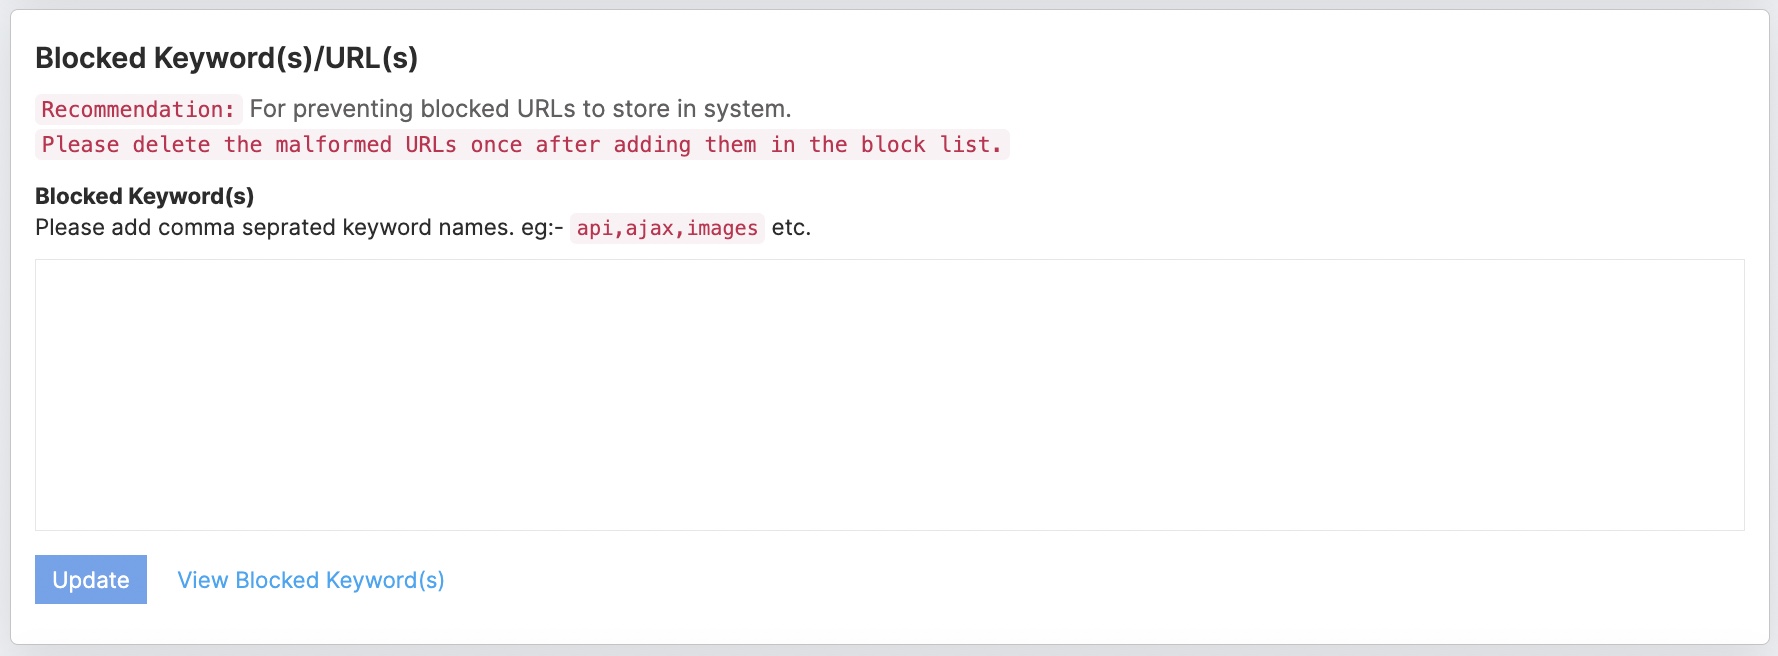 Blocked Keyword(s)/URL(s)
Recommendation: For preventing blocked URLs to store in system.
Please delete the malformed URLs once after adding them in the block list.
Blocked Keyword(s)
Please add comma seprated keyword names. eg:- api,ajax,images etc.
Update View Blocked Keyword(s)